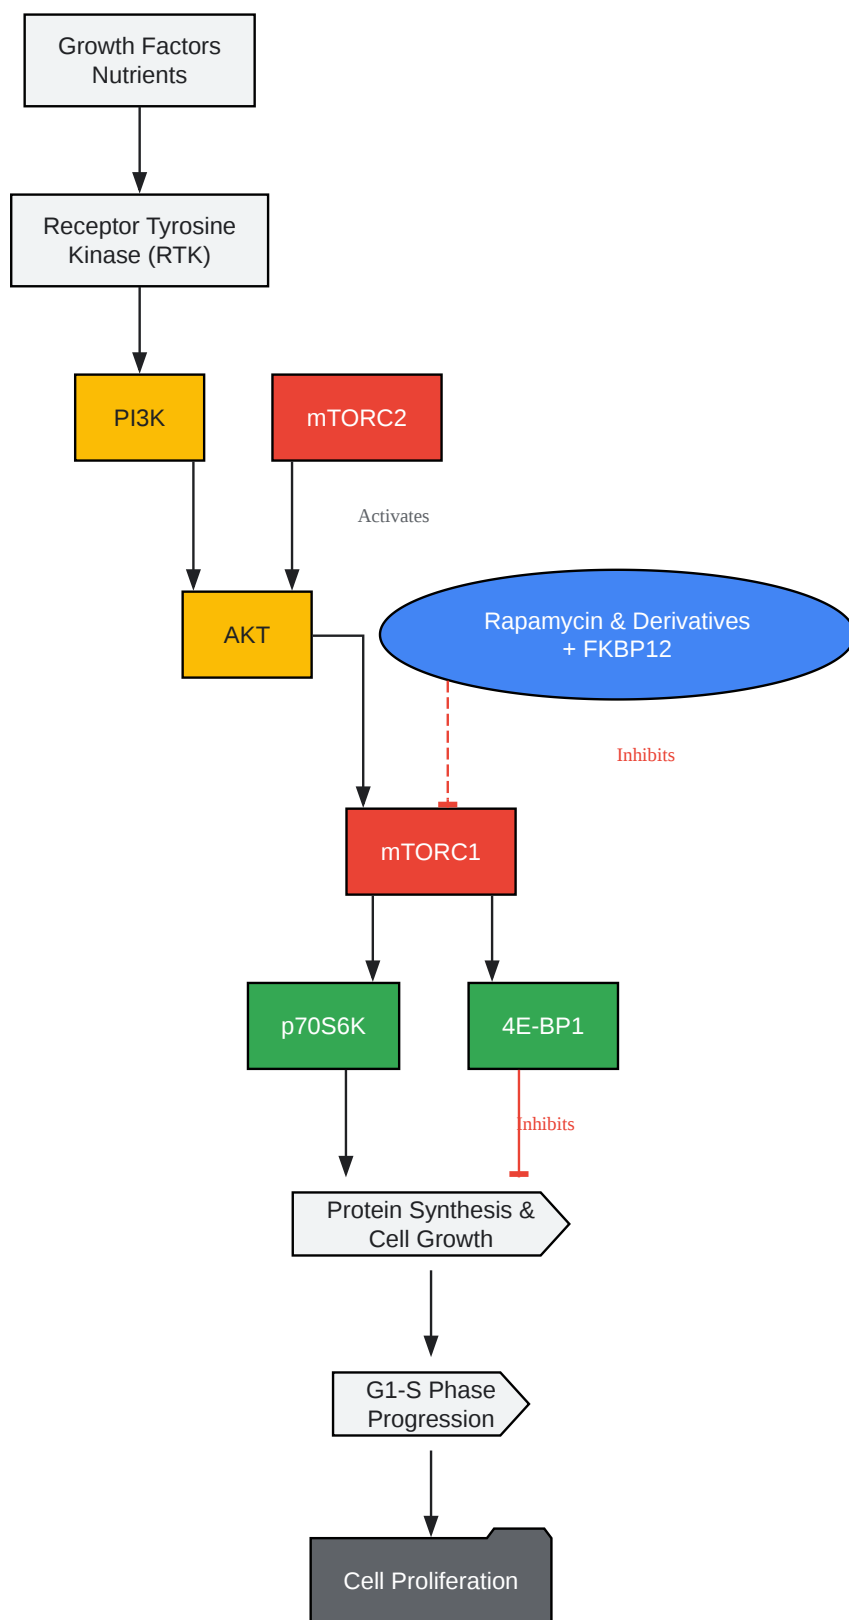 Growth Factors
Nutrients
Receptor Tyrosine
Kinase (RTK)
PI3K
mTORC2
Activates
AKT
Rapamycin & Derivatives
+ FKBP12
Inhibits
mTORC1
p70S6K
4E-BP1
Inhibits
Protein Synthesis &
Cell Growth
G1-S Phase
Progression
Cell Proliferation